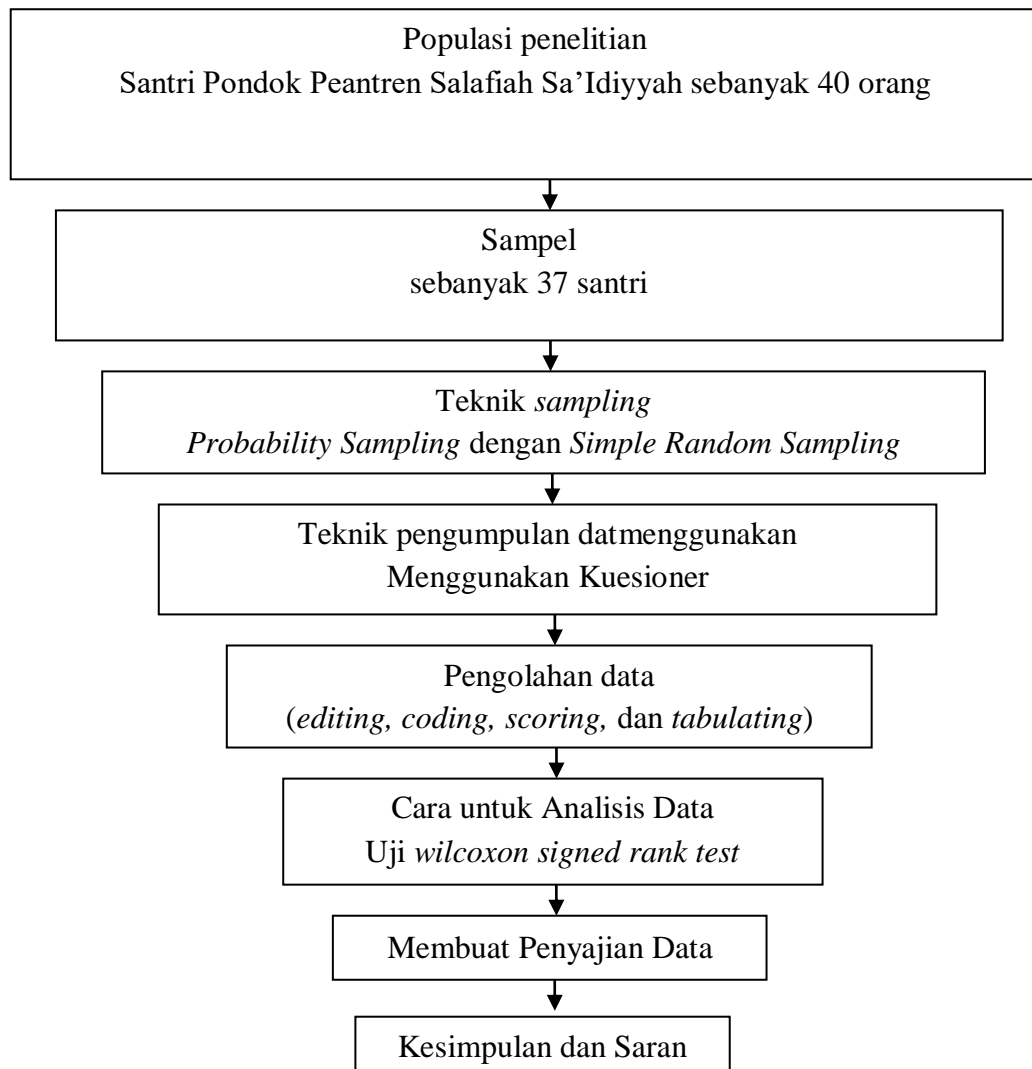 Populasi penelitian
Santri Pondok Peantren Salafiah Sa’Idiyyah sebanyak 40 orang
Sampel
sebanyak 37 santri
Teknik sampling
Probability Sampling dengan Simple Random Sampling
Teknik pengumpulan datmenggunakan
Menggunakan Kuesioner
Pengolahan data
(editing, coding, scoring, dan tabulating)
Cara untuk Analisis Data
Uji wilcoxon signed rank test
Membuat Penyajian Data
Kesimpulan dan Saran